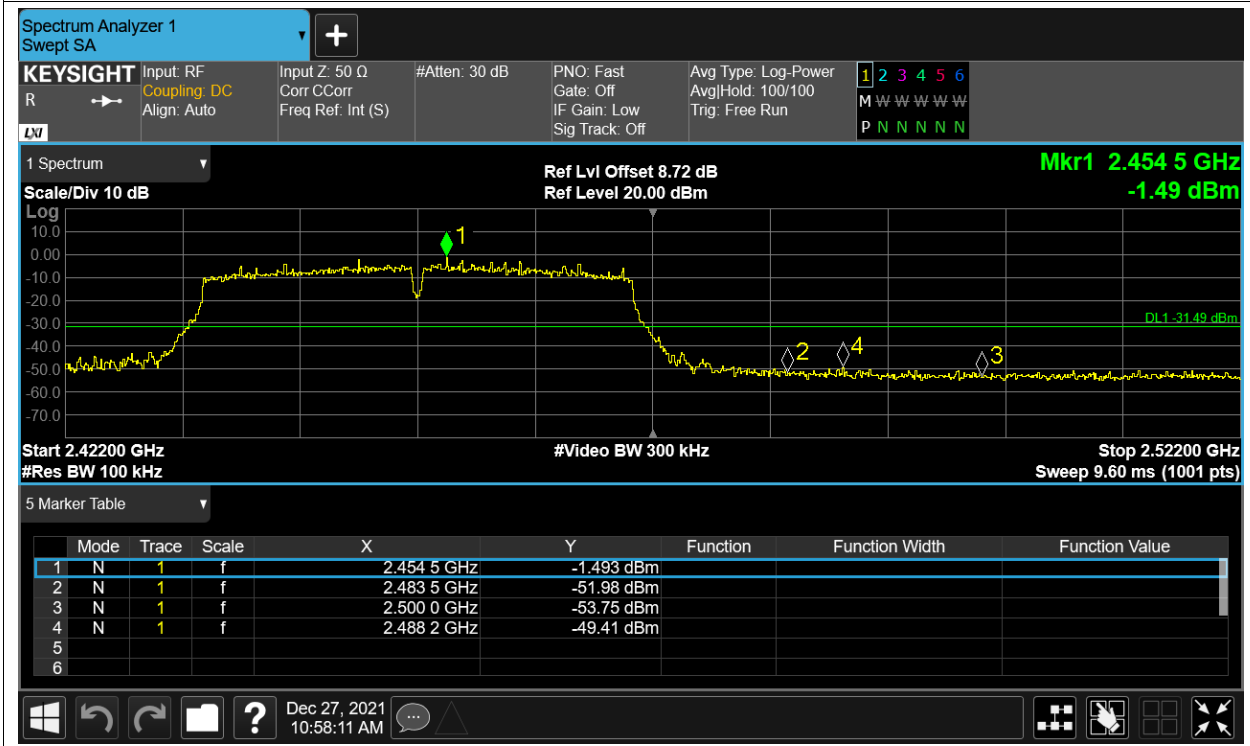 Spectrum Analyzer 1
Swept SA
+
KEYSIGHT Input: RF Input Z: 50 Ω #Atten: 30 dB PNO: Fast Avg Type: Log-Power 1 2 3 4 5 6
R Coupling: DC Corr CCorr Gate: Off Avg|Hold: 100/100 M W W W W W
Align: Auto Freq Ref: Int (S) IF Gain: Low Trig: Free Run
LXI Sig Track: Off P N N N N N
1 Spectrum Ref Lvl Offset 8.72 dB Mkr1 2.454 5 GHz
Scale/Div 10 dB Ref Level 20.00 dBm -1.49 dBm
Log
10.0 1
0.00
-10.0
-20.0
-30.0 DL1 -31.49 dBm
-40.0 2 4 3
-50.0
-60.0
-70.0
Start 2.42200 GHz #Video BW 300 kHz Stop 2.52200 GHz
#Res BW 100 kHz Sweep 9.60 ms (1001 pts)
5 Marker Table
Mode Trace Scale X Y Function Function Width Function Value
1 N 1 f 2.454 5 GHz -1.493 dBm
2 N 1 f 2.483 5 GHz -51.98 dBm
3 N 1 f 2.500 0 GHz -53.75 dBm
4 N 1 f 2.488 2 GHz -49.41 dBm
5
6
? Dec 27, 2021
10:58:11 AM